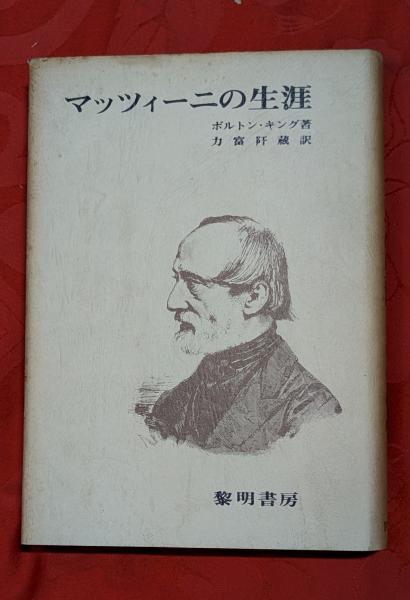 マッツィーニの生涯
ボルトン・キング著
力富阡蔵訳
黎明書房